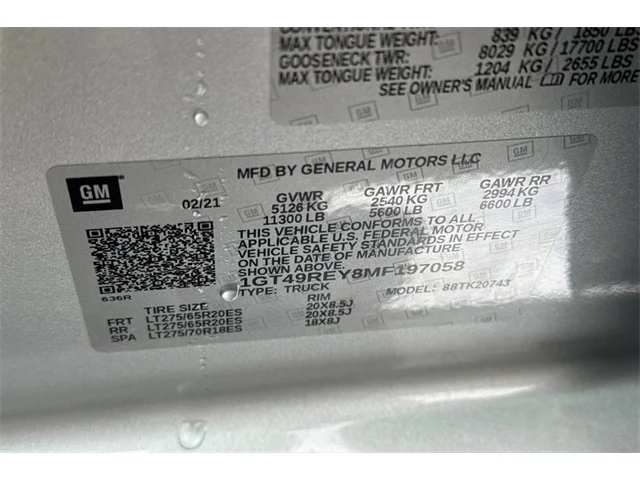 CONVENTIONAL TWR: 839 KG / 1850 LBS
MAX TONGUE WEIGHT: 8029 KG / 17700 LBS
GOOSENECK TWR: 1204 KG / 2655 LBS
MAX TONGUE WEIGHT:
SEE OWNER'S MANUAL FOR MORE
MFD BY GENERAL MOTORS LLC
GM
02/21
GVWR GAWR FRT GAWR RR
5126 KG 2540 KG 2994 KG
11300 LB 5600 LB 6600 LB
THIS VEHICLE CONFORMS TO ALL
APPLICABLE U.S. FEDERAL MOTOR
VEHICLE SAFETY STANDARDS IN EFFECT
ON THE DATE OF MANUFACTURE
SHOWN ABOVE
1GT49REY8MF197058
TYPE: TRUCK MODEL: 88TK20743
636R
TIRE SIZE RIM
FRT LT275/65R20ES 20X8.5J
RR LT275/65R20ES 20X8.5J
SPA LT275/70R18ES 18X8J